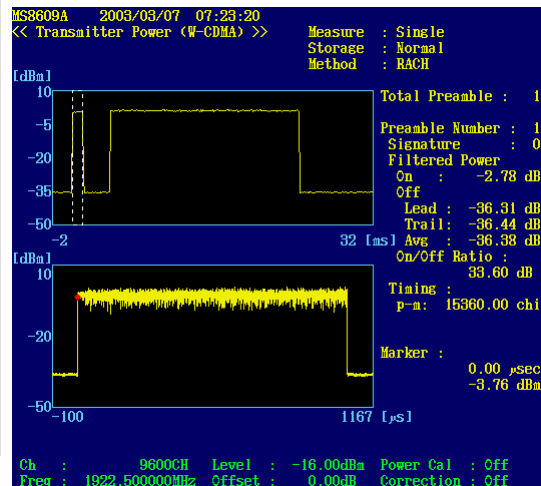 MS8609A 2003/03/07 07:23:20
<< Transmitter Power (W-CDMA) >> Measure : Single
Storage : Normal
Method : RACH
[dBm]
10
-5
-20
-35
-50
-2 32 [ms]
Total Preamble : 1
Preamble Number : 1
Signature : 0
Filtered Power
On : -2.78 dB
Off
Lead : -36.31 dB
Trail: -36.44 dB
Avg : -36.38 dB
On/Off Ratio :
33.60 dB
Timing :
p-m: 15360.00 chi
[dBm]
10
-20
-50
-100 1167 [µs]
Marker :
0.00 µsec
-3.76 dBm
Ch : 9600CH Level : -16.00dBm Power Cal : Off
Freq : 1922.500000MHz Offset : 0.00dB Correction : Off